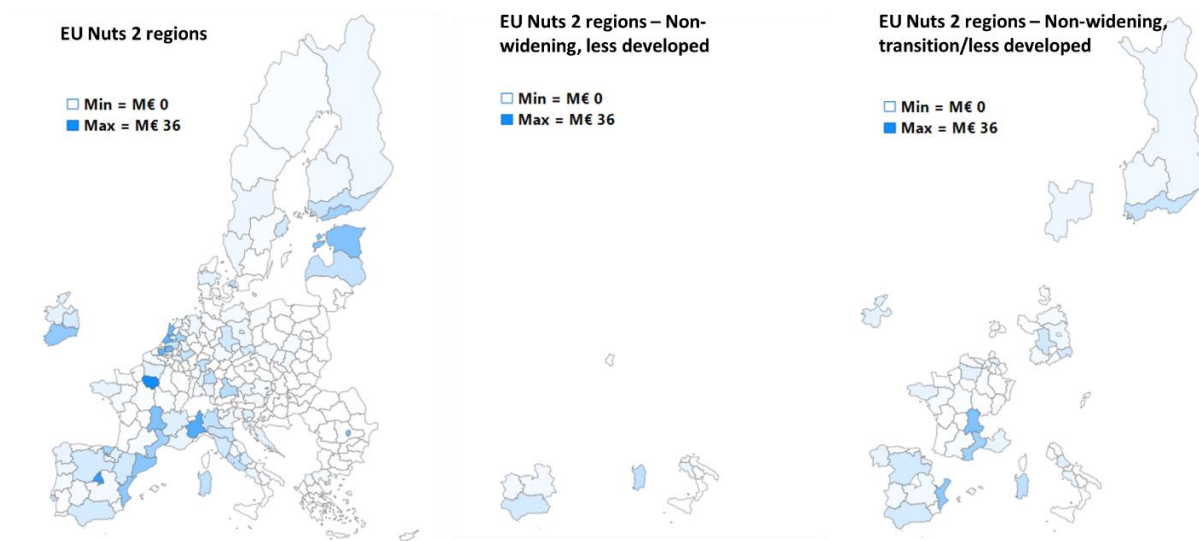 EU Nuts 2 regions
Min = M€ 0
Max = M€ 36
EU Nuts 2 regions – Non-
widening, less developed
Min = M€ 0
Max = M€ 36
EU Nuts 2 regions – Non-widening,
transition/less developed
Min = M€ 0
Max = M€ 36